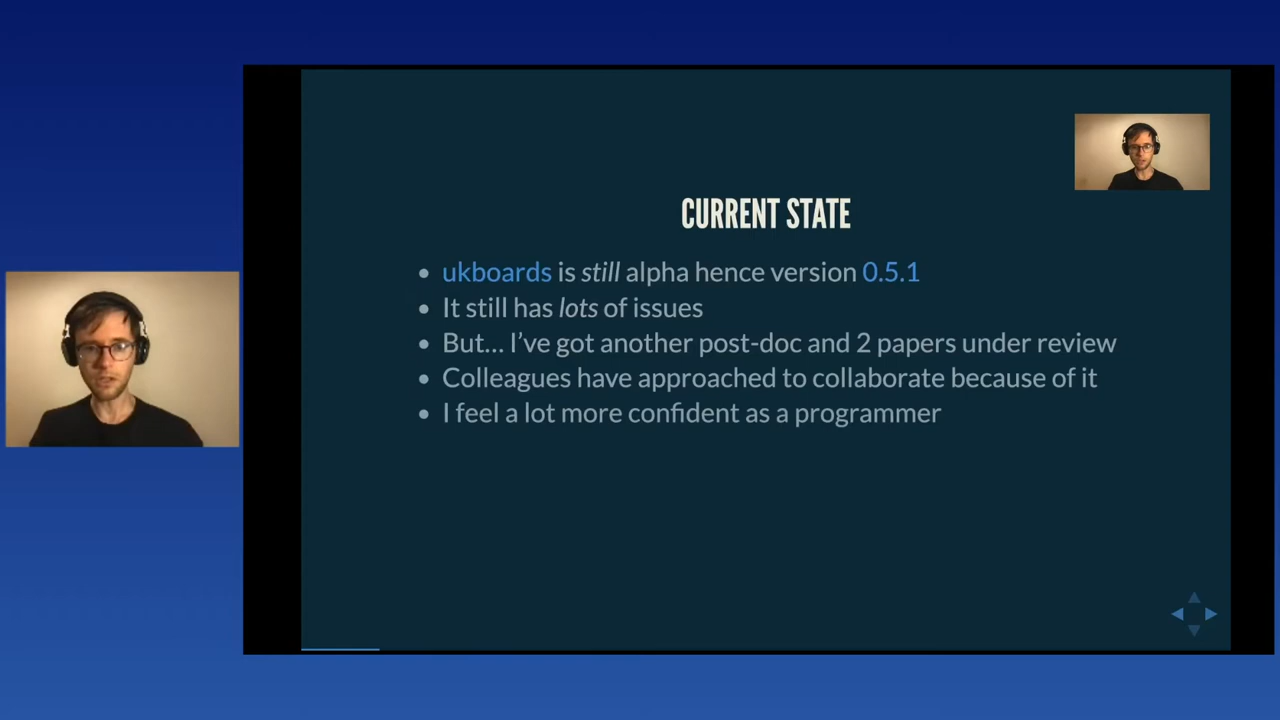 CURRENT STATE
ukboards is still alpha hence version 0.5.1
It still has lots of issues
But... I've got another post-doc and 2 papers under review
Colleagues have approached to collaborate because of it
I feel a lot more confident as a programmer